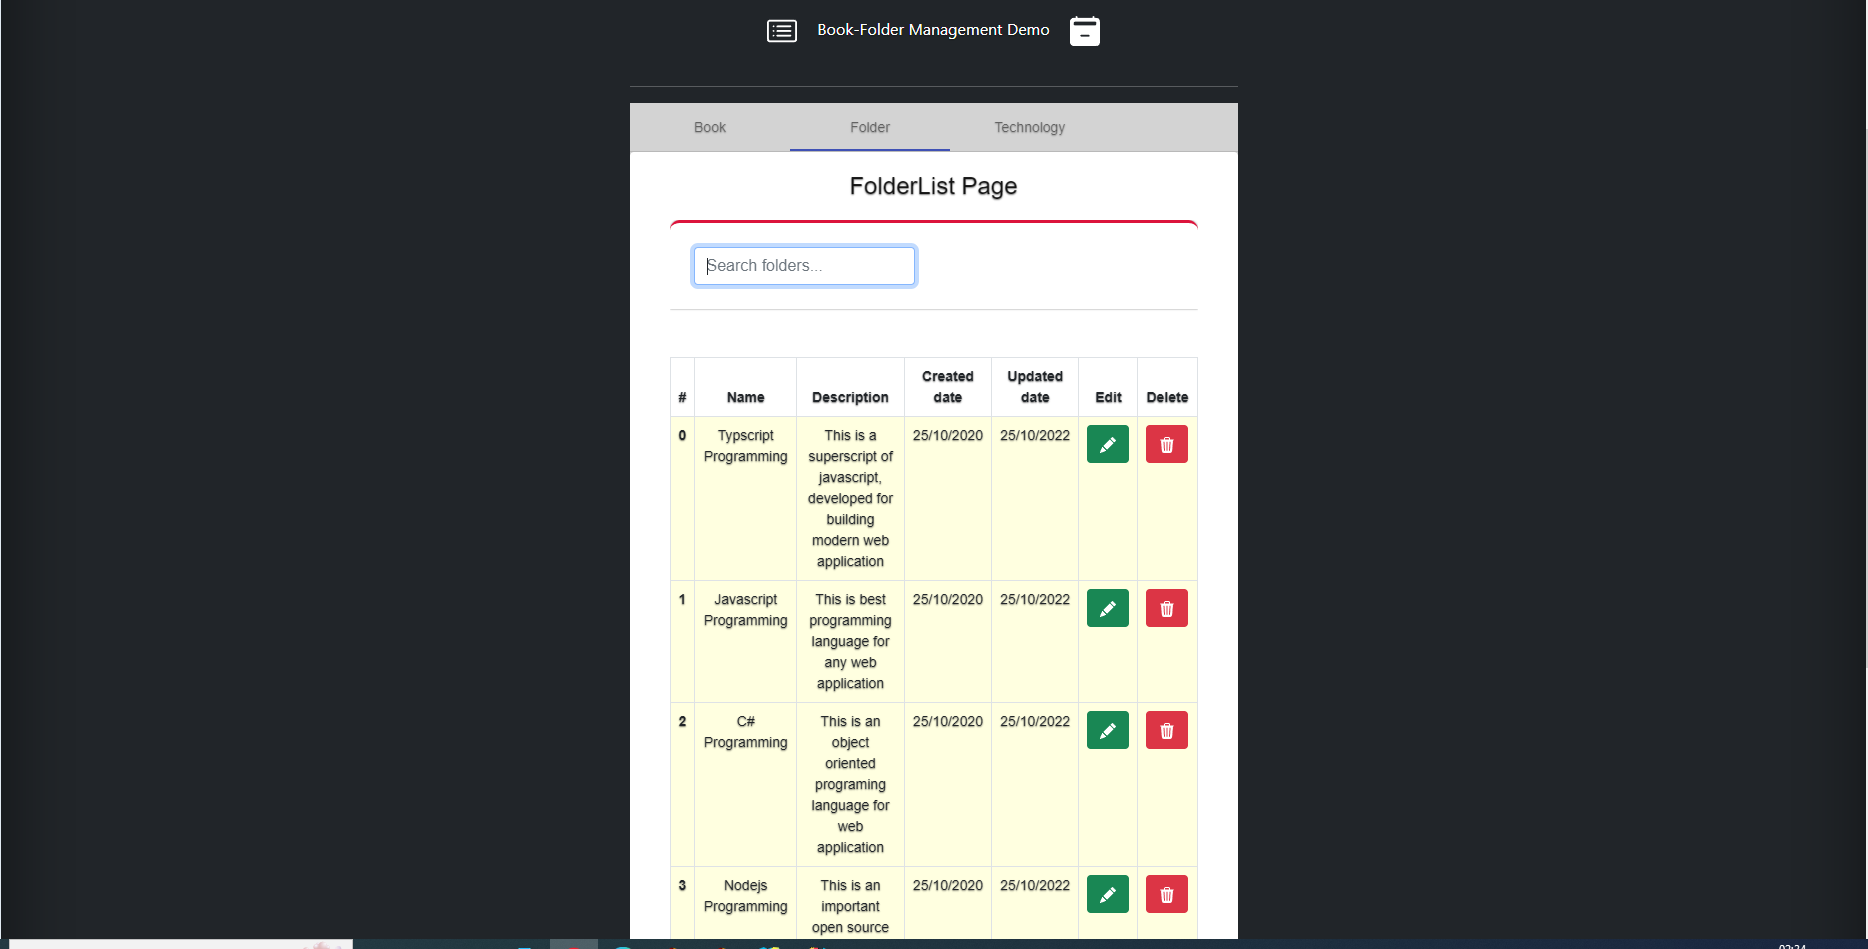 Book-Folder Management Demo
Book Folder Technology
FolderList Page
Search folders...
# Name Description Created date Updated date Edit Delete
0 Typscript Programming This is a superscript of javascript, developed for building modern web application 25/10/2020 25/10/2022
1 Javascript Programming This is best programming language for any web application 25/10/2020 25/10/2022
2 C# Programming This is an object oriented programing language for web application 25/10/2020 25/10/2022
3 Nodejs Programming This is an important open source 25/10/2020 25/10/2022